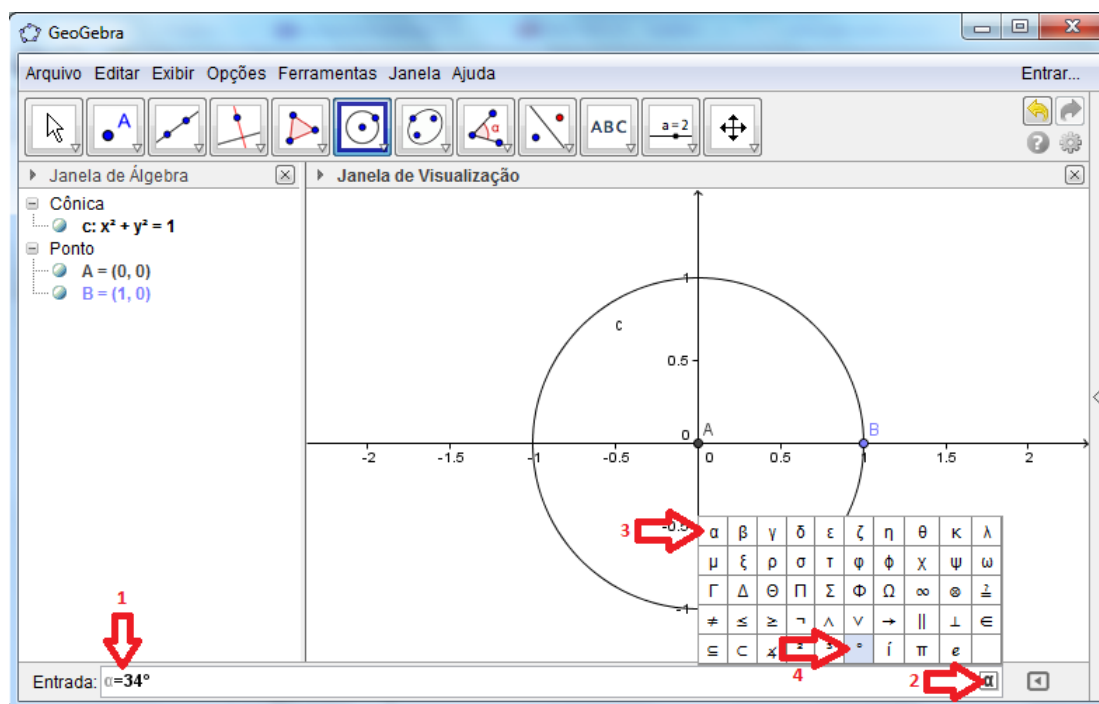 GeoGebra
Arquivo Editar Exibir Opções Ferramentas Janela Ajuda Entrar...
A α ABC a=2
Janela de Álgebra
Janela de Visualização
Cônica
c: x² + y² = 1
Ponto
A = (0, 0)
B = (1, 0)
1
c
0.5
0 A B
-2 -1.5 -1 -0.5 0 0.5 1 1.5 2
-0.5
3 α β γ δ ε ζ η θ κ λ
μ ξ ρ σ τ φ ϕ χ ψ ω
Γ Δ Θ Π Σ Φ Ω ∞ ⊗ ≟
-1
≠ ≤ ≥ ¬ ∧ ∨ → ∥ ⊥ ∈
⊆ ⊂ ∡ ² ³ ° í π ℯ
1
4
2
Entrada: α=34° α